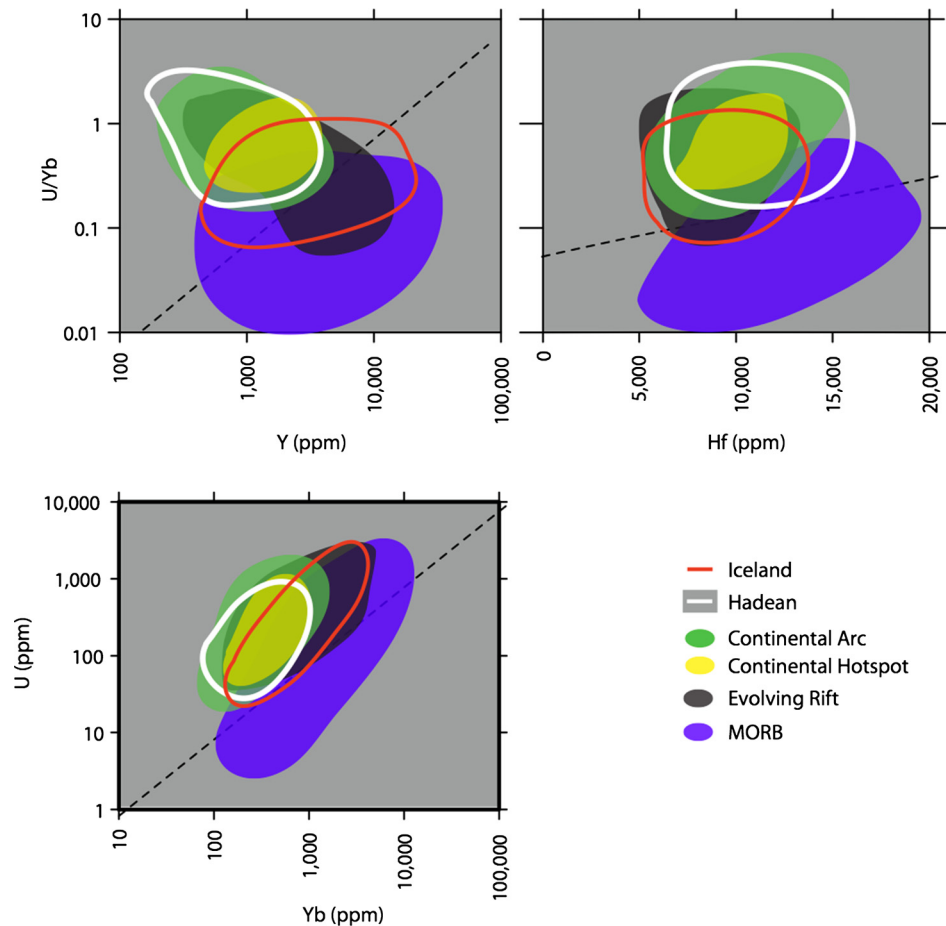 10
1
0.1
0.01
U/Yb
100
1,000
10,000
100,000
Y (ppm)
0
5,000
10,000
15,000
20,000
Hf (ppm)
10,000
1,000
100
10
1
U (ppm)
10
100
1,000
10,000
100,000
Yb (ppm)
Iceland
Hadean
Continental Arc
Continental Hotspot
Evolving Rift
MORB